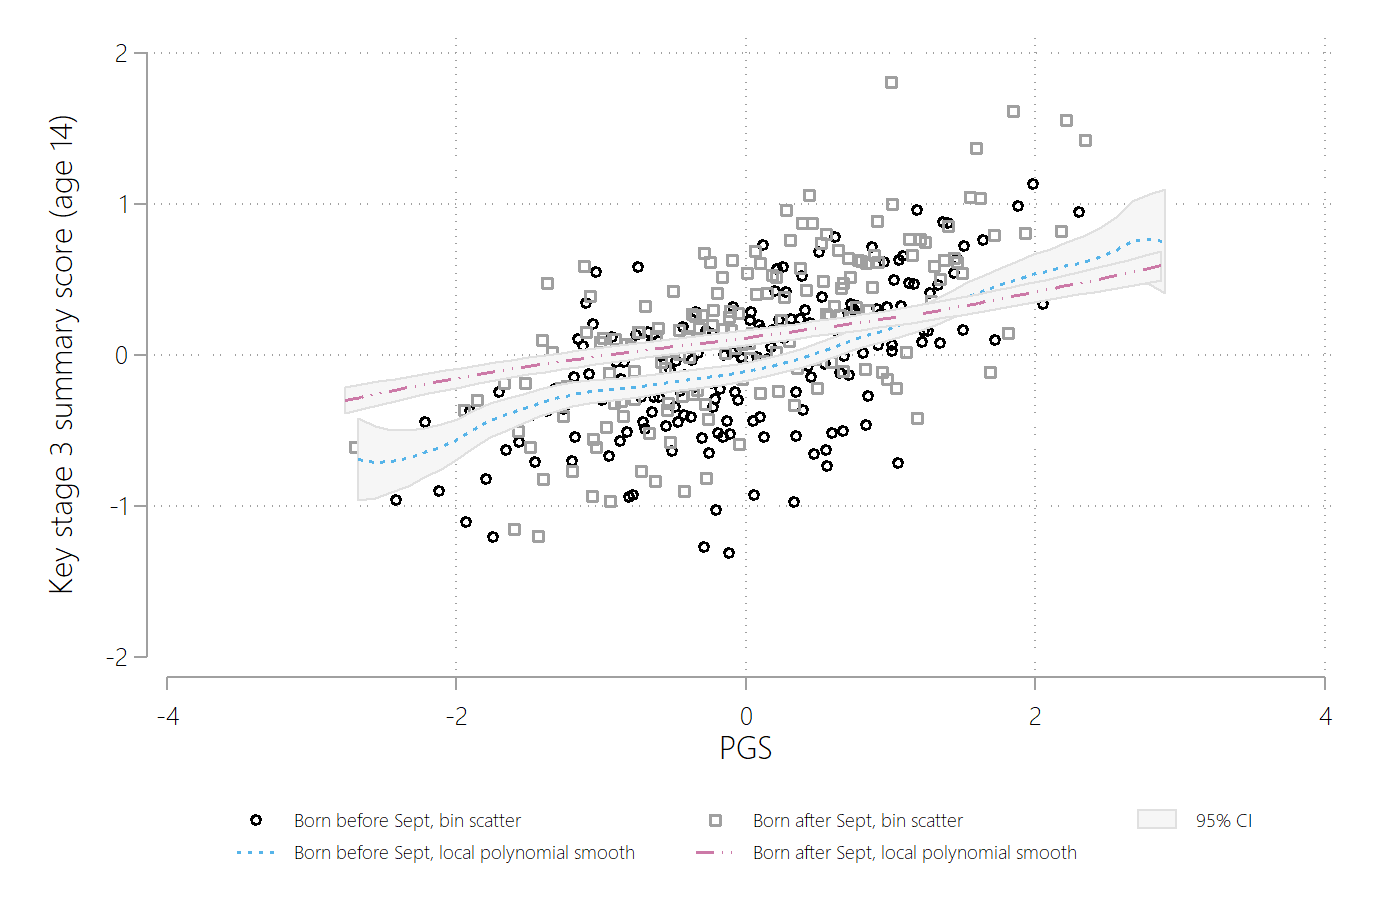 Key stage 3 summary score (age 14)
2
1
0
-1
-2
-4
-2
0
2
4
PGS
Born before Sept, bin scatter
Born after Sept, bin scatter
95% CI
Born before Sept, local polynomial smooth
Born after Sept, local polynomial smooth